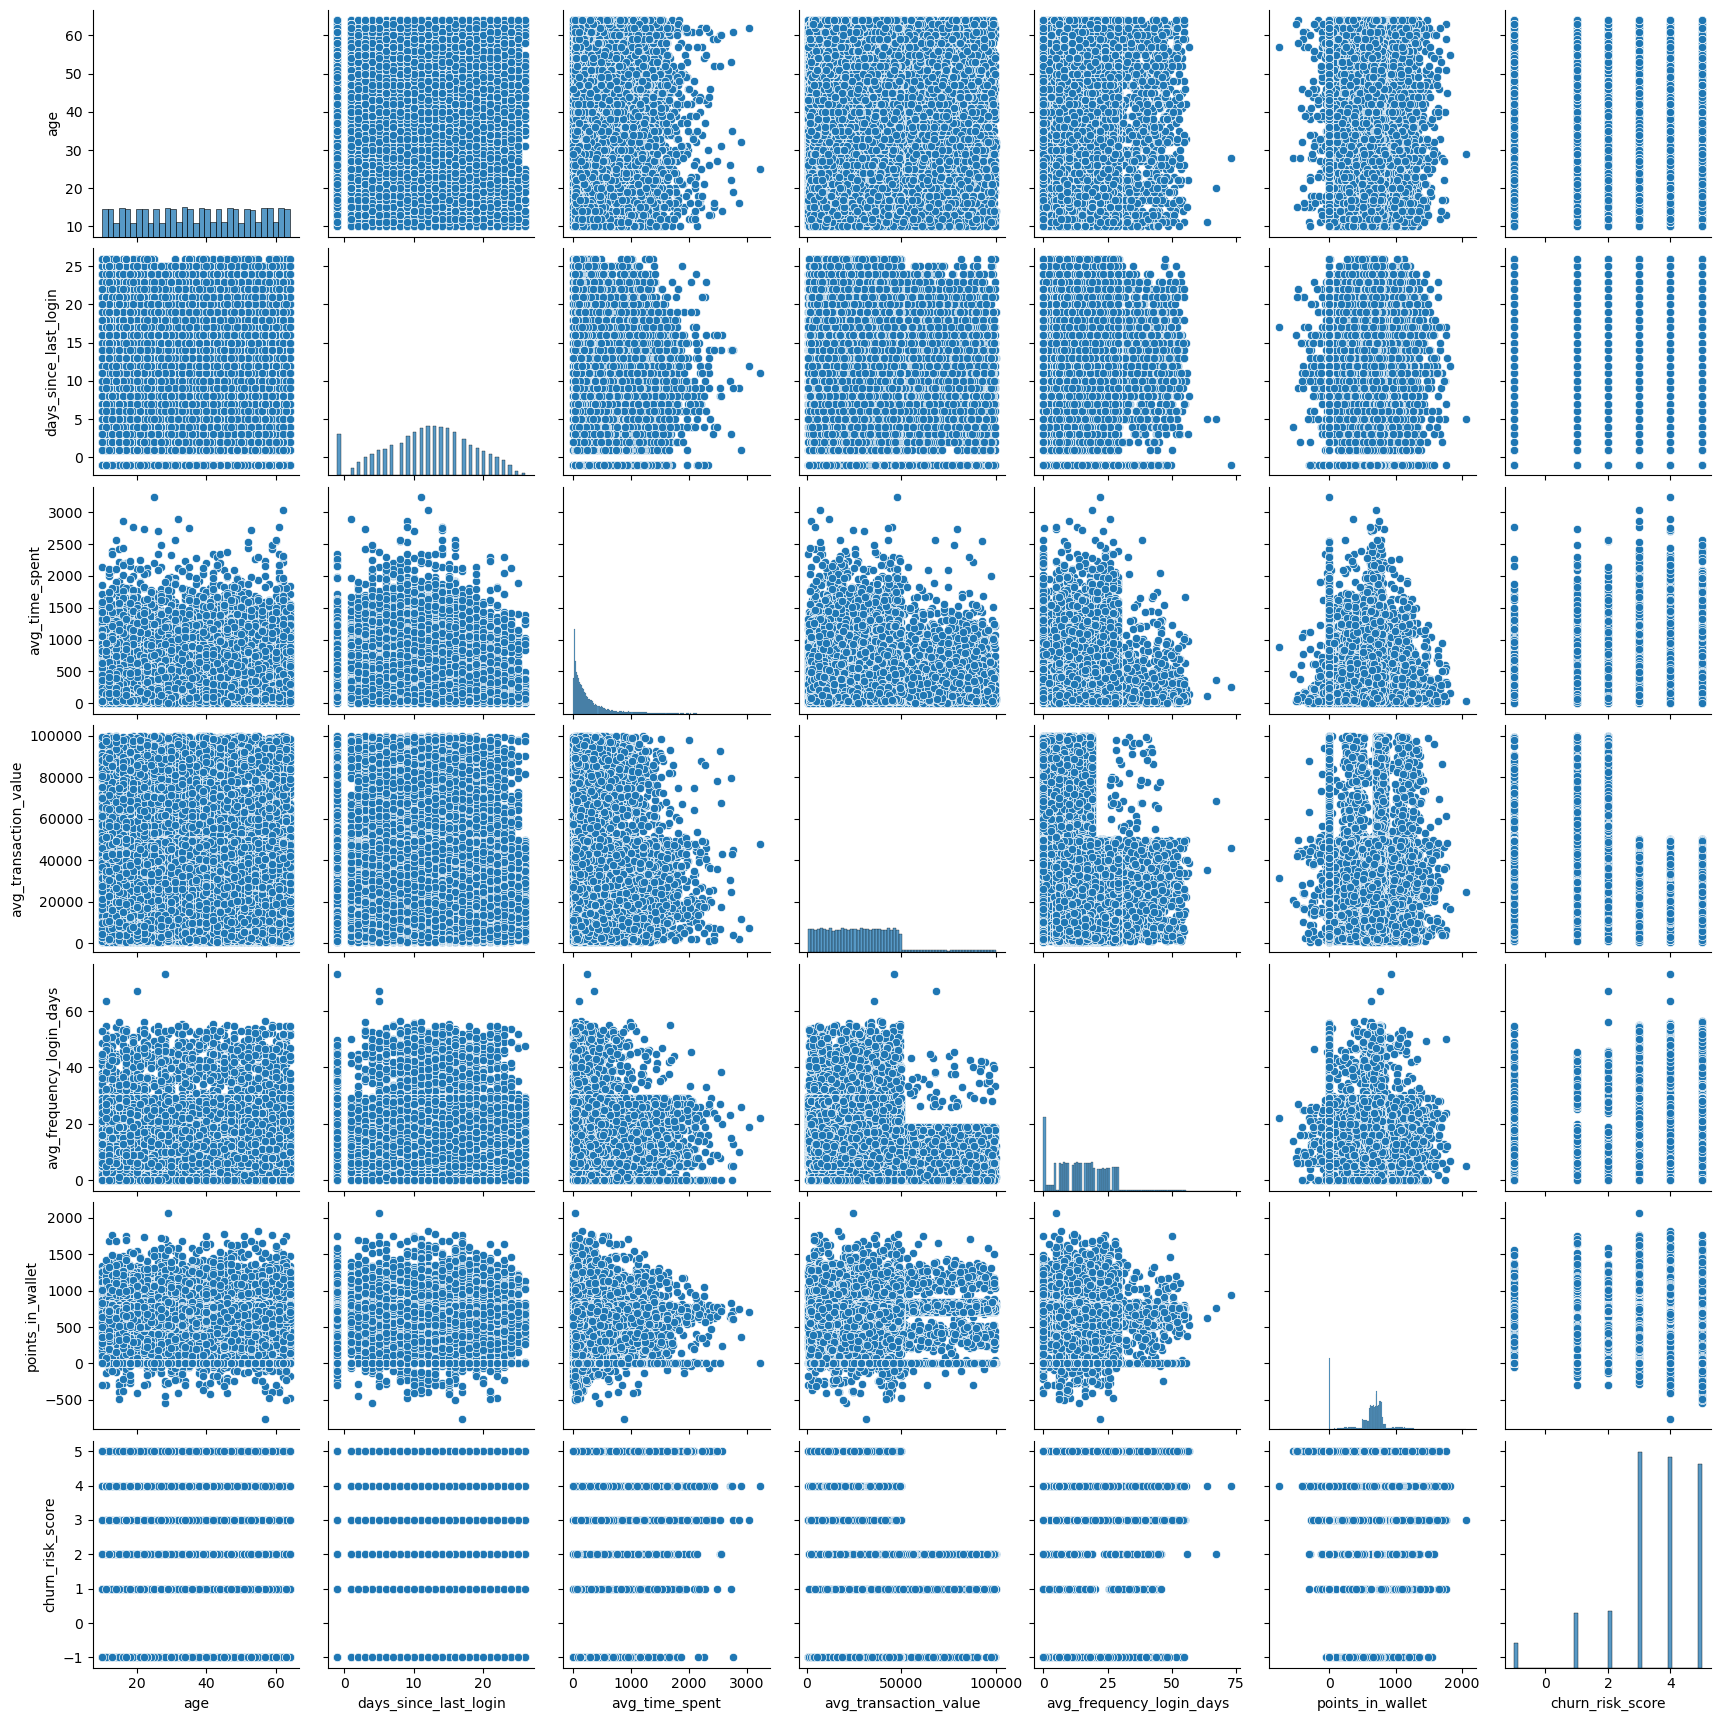 60
50
40
30
20
10
age
25
20
15
10
5
0
days_since_last_login
3000
2500
2000
1500
1000
500
0
avg_time_spent
100000
80000
60000
40000
20000
0
avg_transaction_value
60
40
20
0
avg_frequency_login_days
2000
1500
1000
500
0
−500
points_in_wallet
5
4
3
2
1
0
−1
churn_risk_score
20 40 60
age
0 10 20
days_since_last_login
0 1000 2000 3000
avg_time_spent
0 50000 100000
avg_transaction_value
0 25 50 75
avg_frequency_login_days
0 1000 2000
points_in_wallet
0 2 4
churn_risk_score